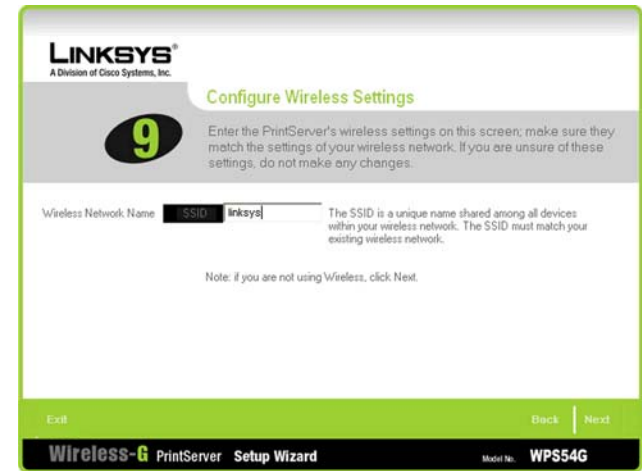 LINKSYS®
A Division of Cisco Systems, Inc.
Configure Wireless Settings
9
Enter the PrintServer's wireless settings on this screen; make sure they
match the settings of your wireless network. If you are unsure of these
settings, do not make any changes.
Wireless Network Name SSID linksys The SSID is a unique name shared among all devices
within your wireless network. The SSID must match your
existing wireless network.
Note: if you are not using Wireless, click Next.
Exit Back Next
Wireless-G PrintServer Setup Wizard Model No. WPS54G